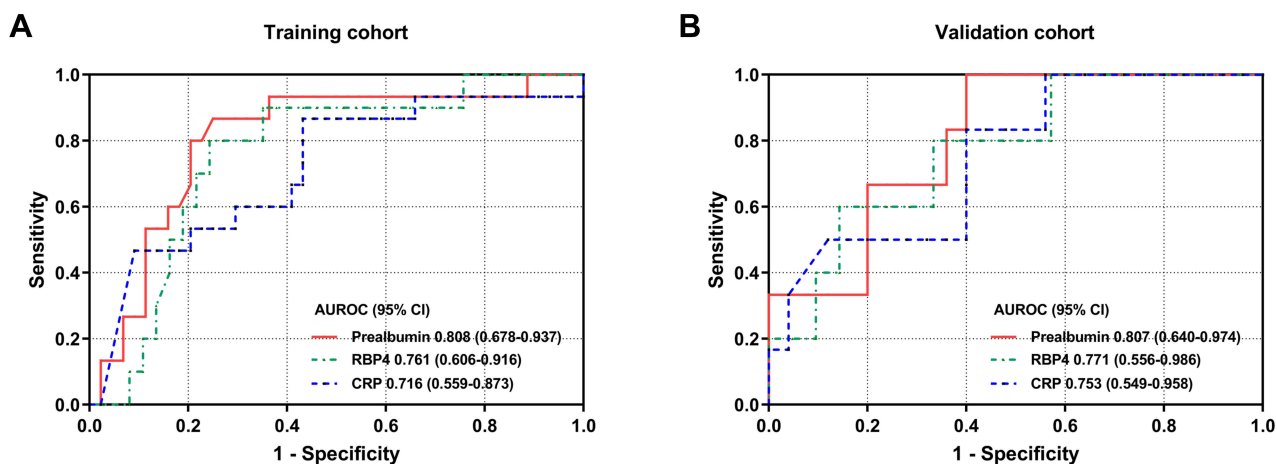 A
Training cohort
1.0
0.8
0.6
0.4
0.2
0.0
Sensitivity
AUROC (95% CI)
Prealbumin 0.808 (0.678-0.937)
RBP4 0.761 (0.606-0.916)
CRP 0.716 (0.559-0.873)
0.0 0.2 0.4 0.6 0.8 1.0
1 - Specificity
B
Validation cohort
1.0
0.8
0.6
0.4
0.2
0.0
Sensitivity
AUROC (95% CI)
Prealbumin 0.807 (0.640-0.974)
RBP4 0.771 (0.556-0.986)
CRP 0.753 (0.549-0.958)
0.0 0.2 0.4 0.6 0.8 1.0
1 - Specificity